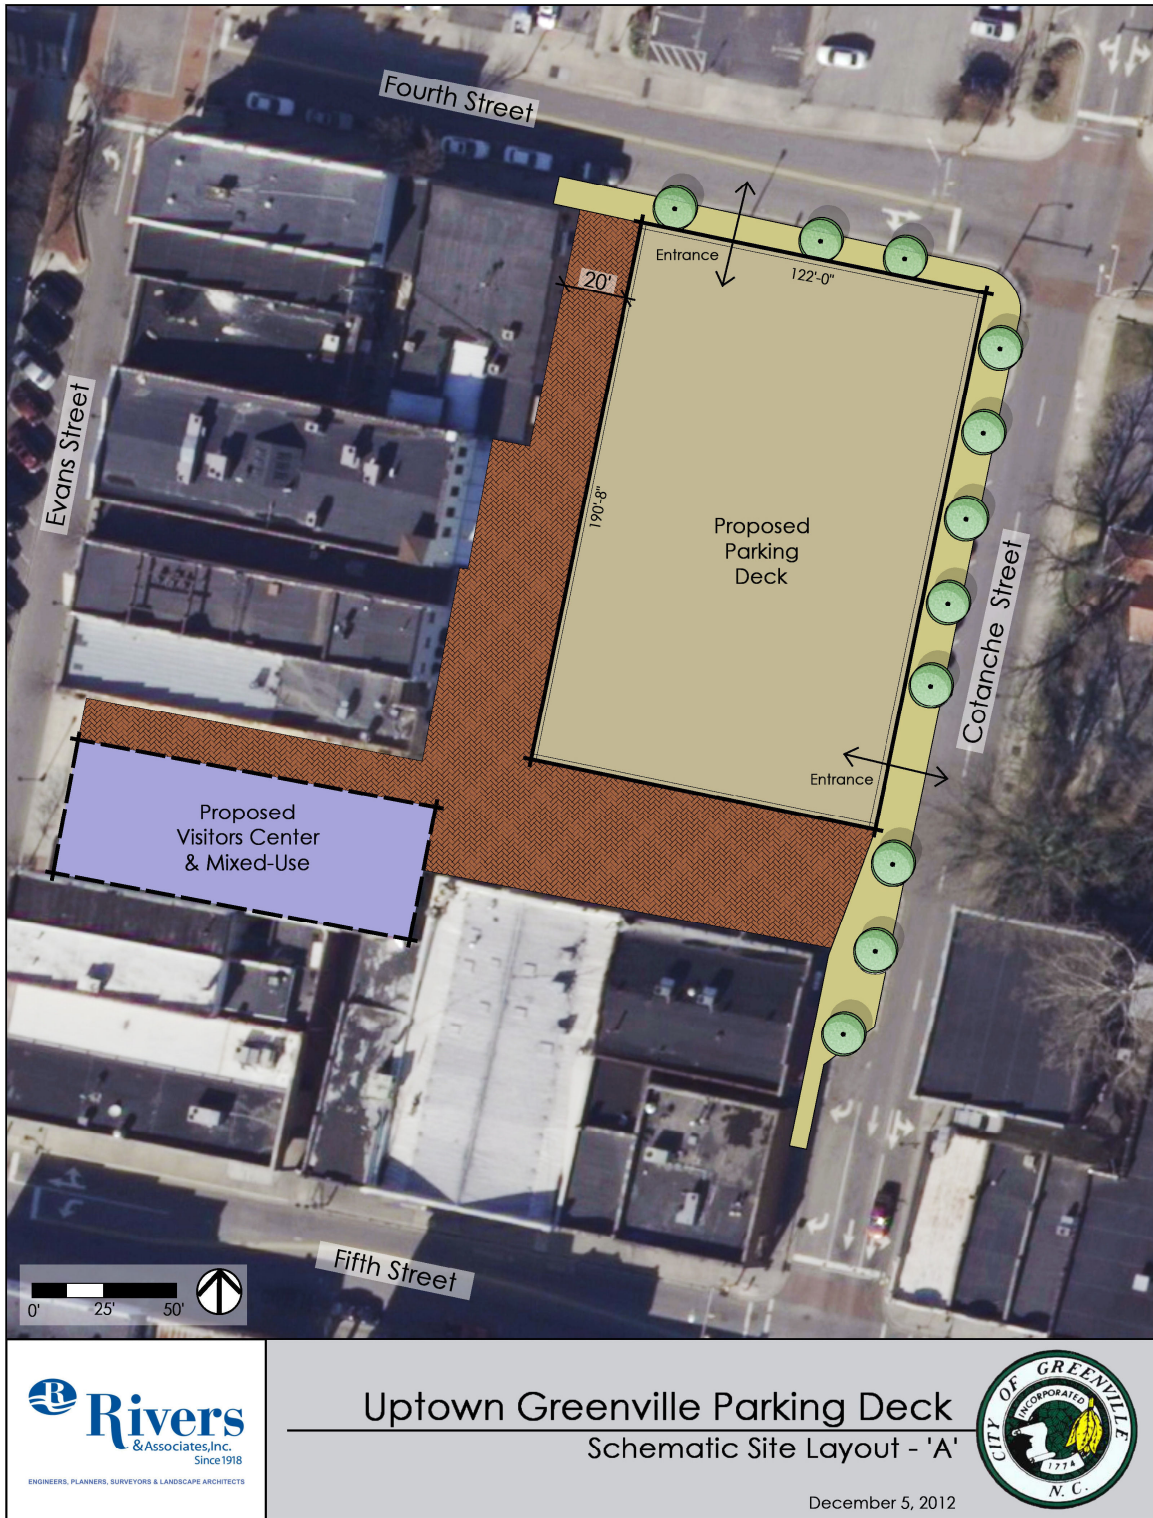 Fourth Street
Entrance
122'-0"
20'
Evans Street
190'-8"
Proposed
Parking
Deck
Cotanche Street
Entrance
Proposed
Visitors Center
& Mixed-Use
Fifth Street
0' 25' 50'
Rivers
& Associates, Inc.
Since 1918
ENGINEERS, PLANNERS, SURVEYORS & LANDSCAPE ARCHITECTS
Uptown Greenville Parking Deck
Schematic Site Layout - 'A'
December 5, 2012
CITY OF GREENVILLE
INCORPORATED
1774
N. C.